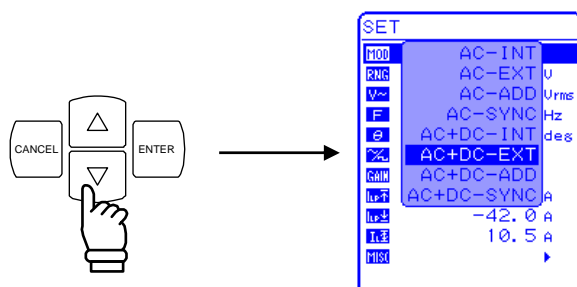 CANCEL
ENTER
SET
MOD AC-INT
RNG AC-EXT V
V~ AC-ADD Vrms
F AC-SYNC Hz
θ AC+DC-INT deg
AC+DC-EXT
GAIN AC+DC-ADD
AC+DC-SYNC A
-42.0 A
10.5 A
MISC